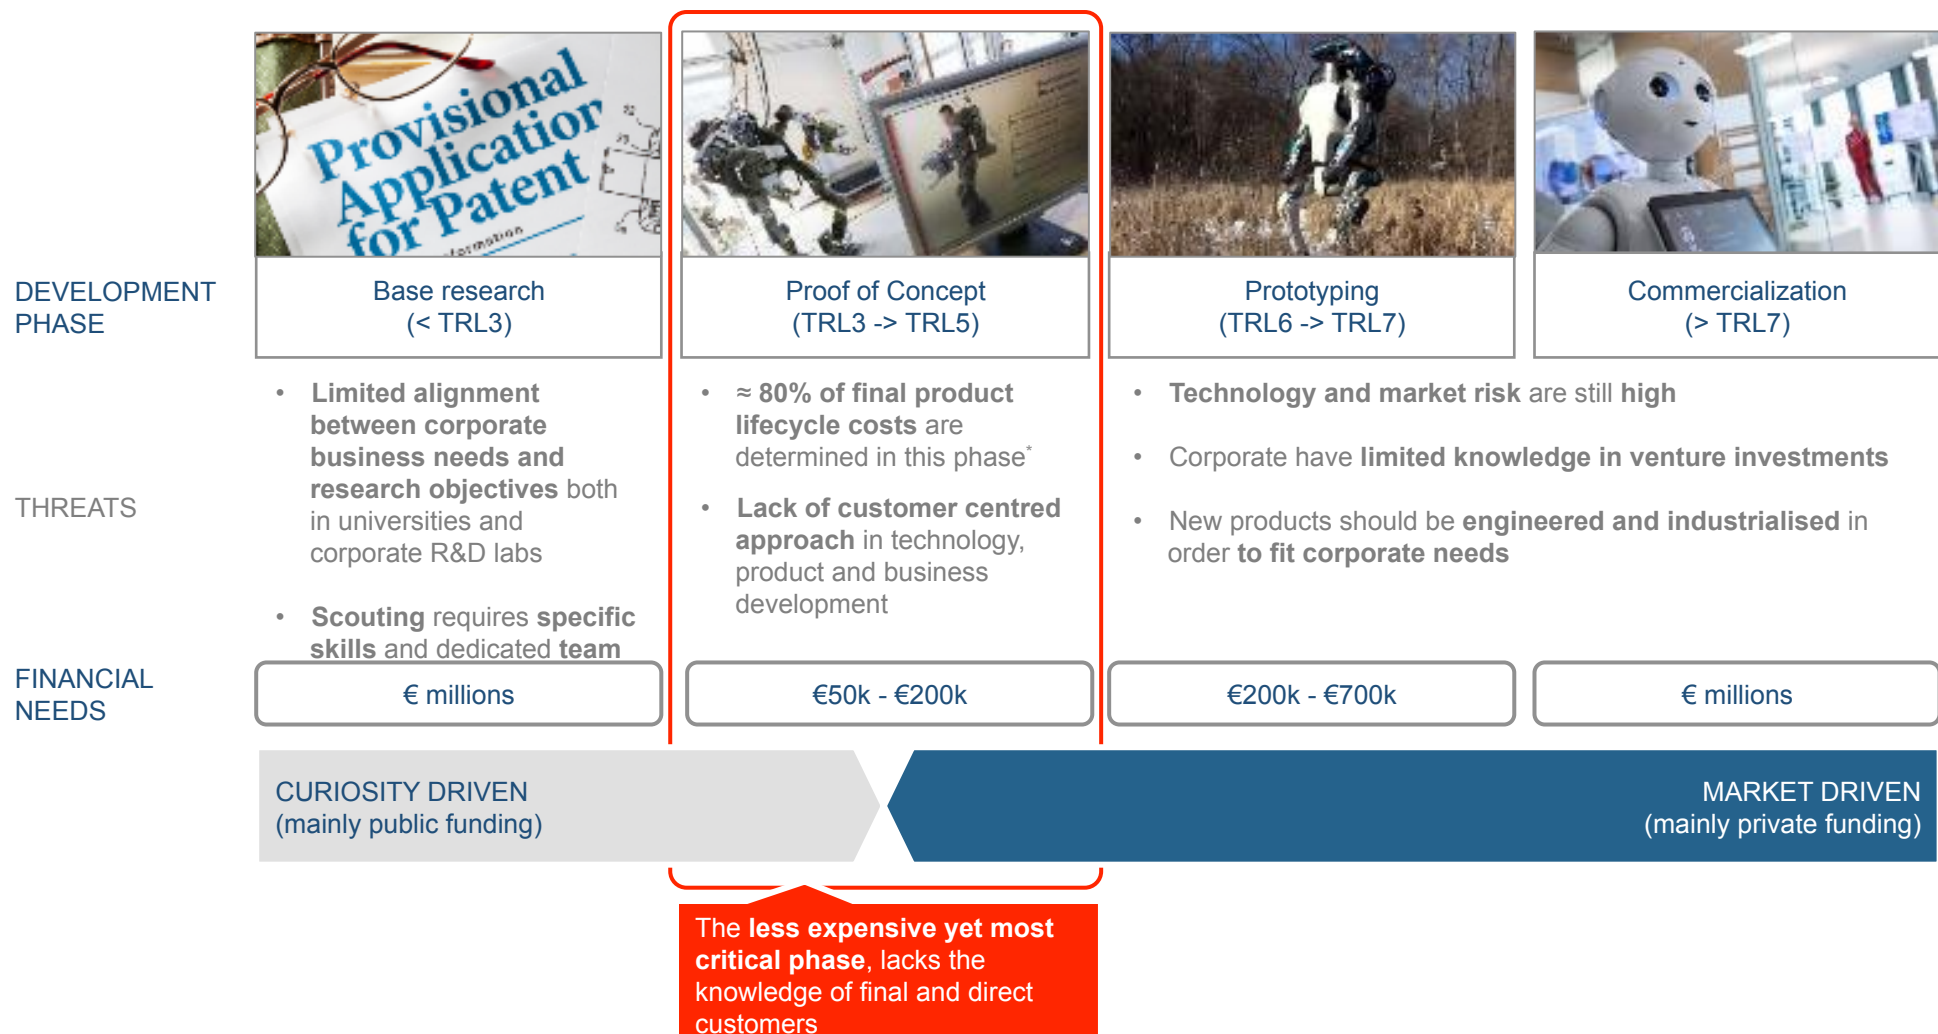 Provisional
Application
for Patent
DEVELOPMENT
PHASE
Base research
(< TRL3)
Proof of Concept
(TRL3 -> TRL5)
Prototyping
(TRL6 -> TRL7)
Commercialization
(> TRL7)
THREATS
• Limited alignment
between corporate
business needs and
research objectives both
in universities and
corporate R&D labs
• Scouting requires specific
skills and dedicated team
• ≈ 80% of final product
lifecycle costs are
determined in this phase*
• Lack of customer centred
approach in technology,
product and business
development
• Technology and market risk are still high
• Corporate have limited knowledge in venture investments
• New products should be engineered and industrialised in
order to fit corporate needs
FINANCIAL
NEEDS
€ millions
€50k - €200k
€200k - €700k
€ millions
CURIOSITY DRIVEN
(mainly public funding)
MARKET DRIVEN
(mainly private funding)
The less expensive yet most
critical phase, lacks the
knowledge of final and direct
customers